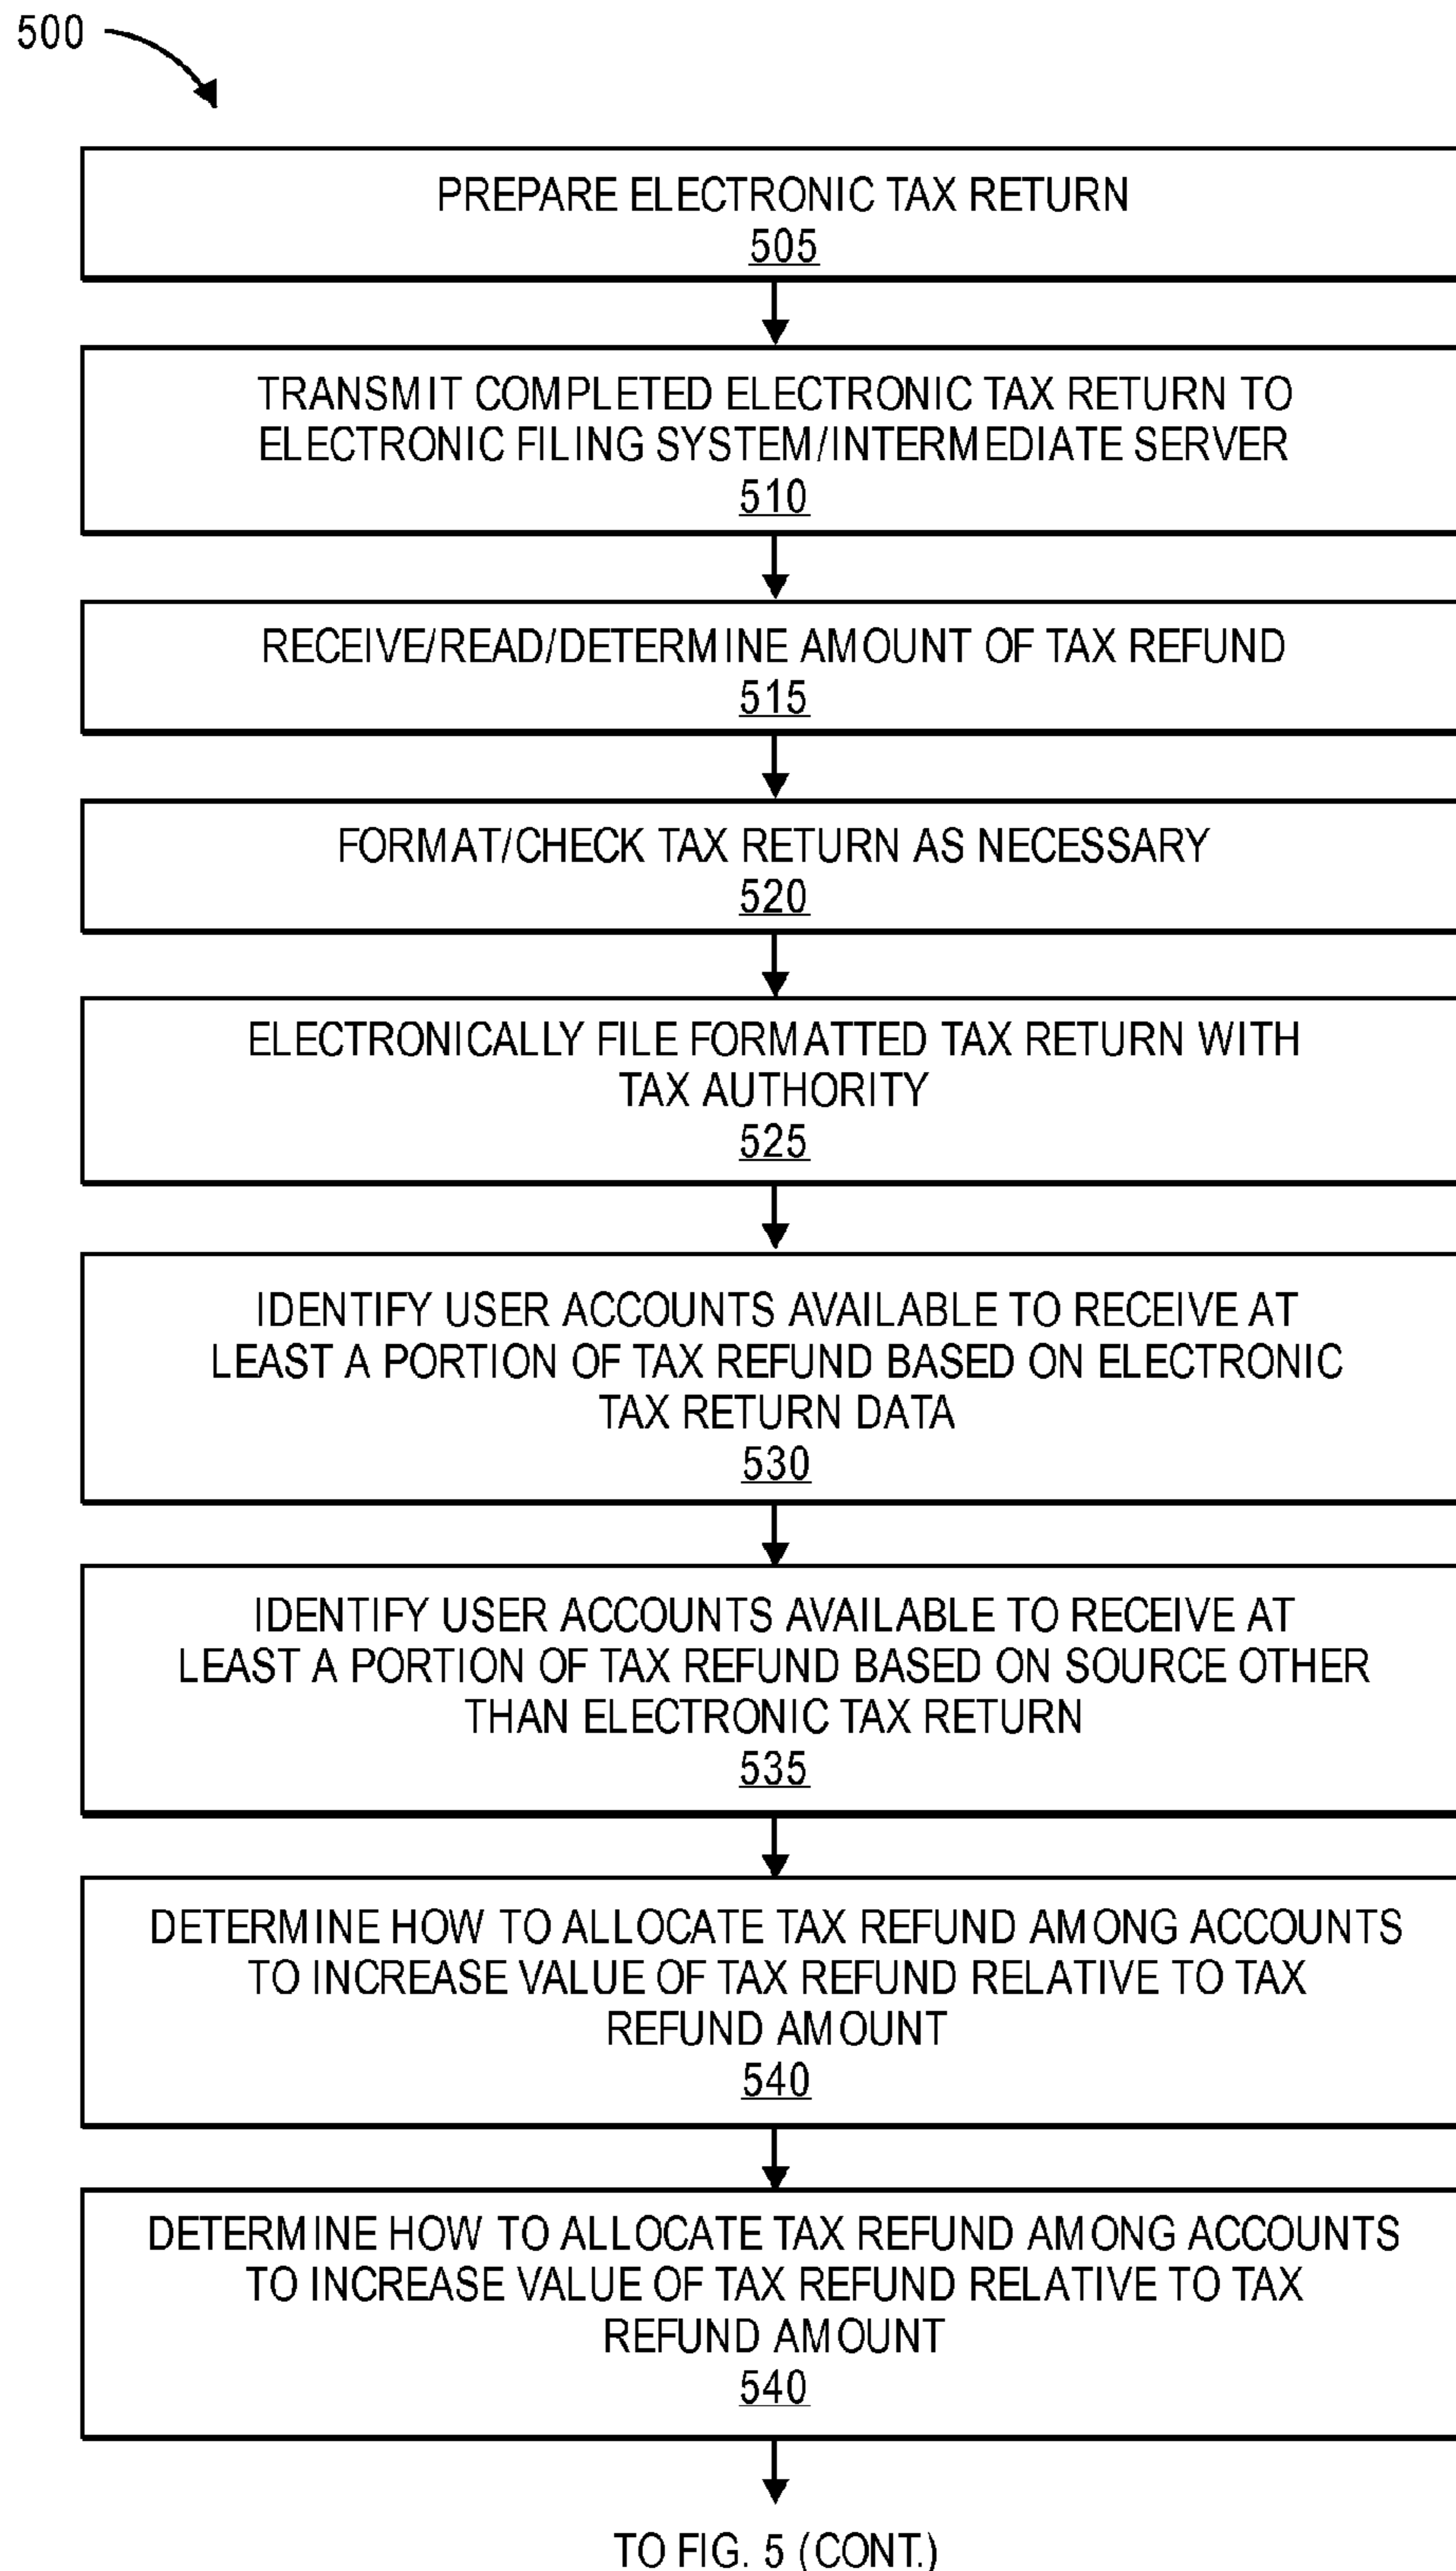 500
PREPARE ELECTRONIC TAX RETURN
505
TRANSMIT COMPLETED ELECTRONIC TAX RETURN TO
ELECTRONIC FILING SYSTEM/INTERMEDIATE SERVER
510
RECEIVE/READ/DETERMINE AMOUNT OF TAX REFUND
515
FORMAT/CHECK TAX RETURN AS NECESSARY
520
ELECTRONICALLY FILE FORMATTED TAX RETURN WITH
TAX AUTHORITY
525
IDENTIFY USER ACCOUNTS AVAILABLE TO RECEIVE AT
LEAST A PORTION OF TAX REFUND BASED ON ELECTRONIC
TAX RETURN DATA
530
IDENTIFY USER ACCOUNTS AVAILABLE TO RECEIVE AT
LEAST A PORTION OF TAX REFUND BASED ON SOURCE OTHER
THAN ELECTRONIC TAX RETURN
535
DETERMINE HOW TO ALLOCATE TAX REFUND AMONG ACCOUNTS
TO INCREASE VALUE OF TAX REFUND RELATIVE TO TAX
REFUND AMOUNT
540
DETERMINE HOW TO ALLOCATE TAX REFUND AMONG ACCOUNTS
TO INCREASE VALUE OF TAX REFUND RELATIVE TO TAX
REFUND AMOUNT
540
TO FIG. 5 (CONT.)